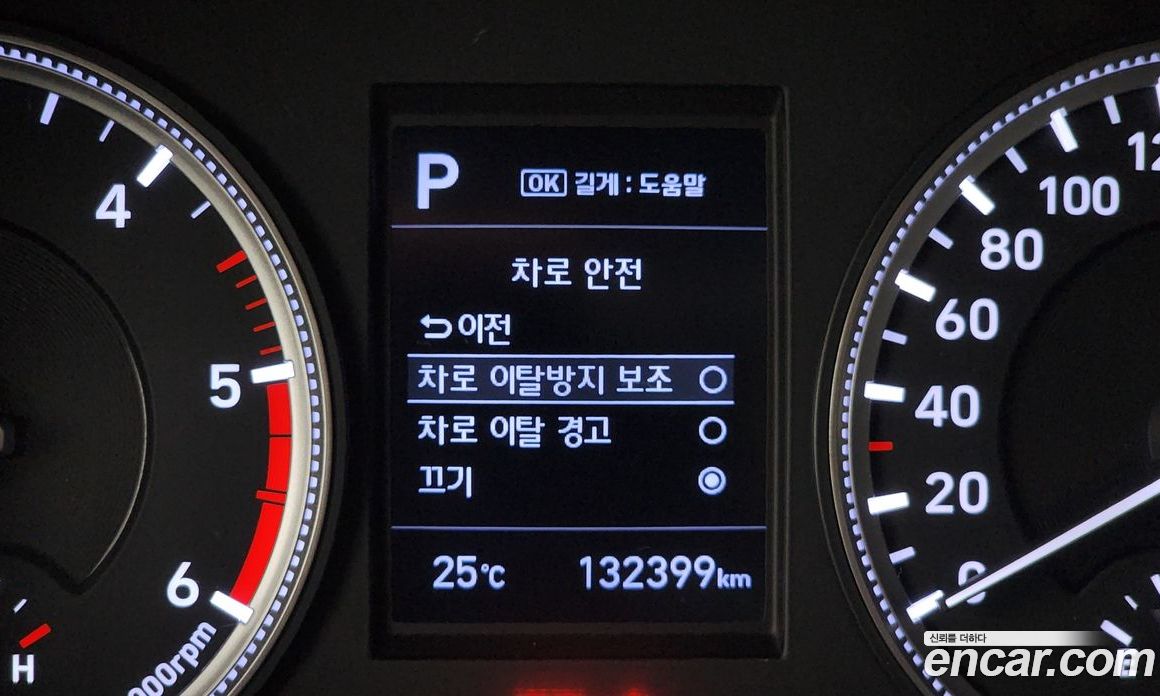 P
OK 길게 : 도움말
차로 안전
이전
차로 이탈방지 보조
차로 이탈 경고
끄기
25℃ 132399km
4
5
6
000rpm
H
100
80
60
40
20
0
신뢰를 더하다
encar.com